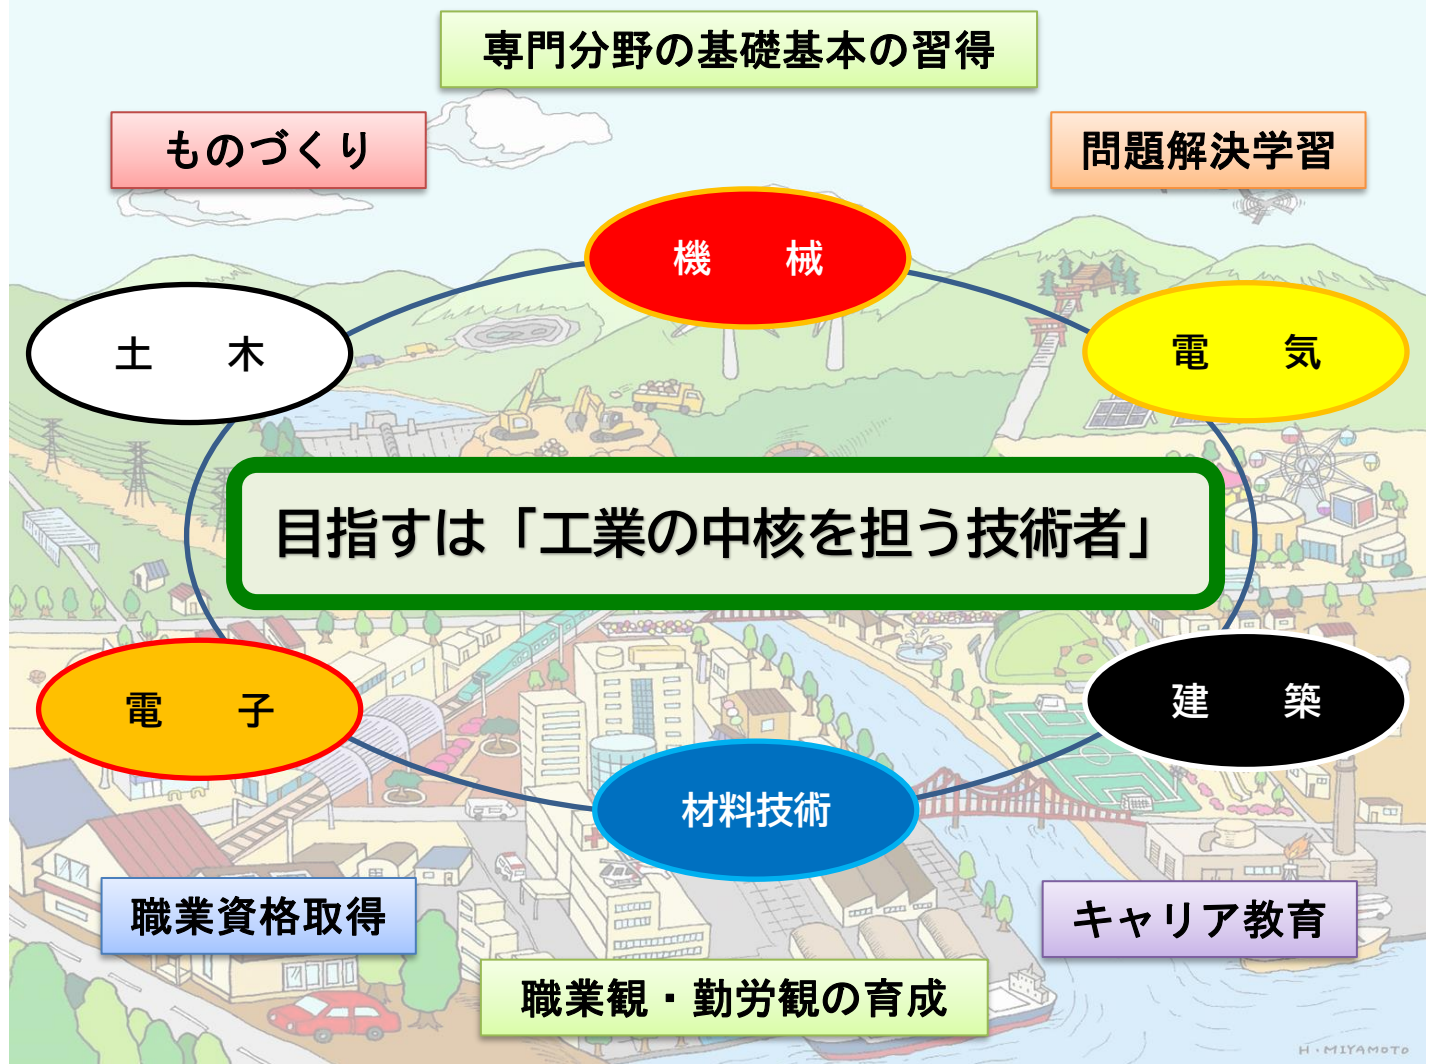 専門分野の基礎基本の習得
ものづくり
問題解決学習
機　　械
土　　木
電　　気
目指すは「工業の中核を担う技術者」
電　　子
建　　築
材料技術
職業資格取得
キャリア教育
職業観・勤労観の育成
H・MIYAMOTO